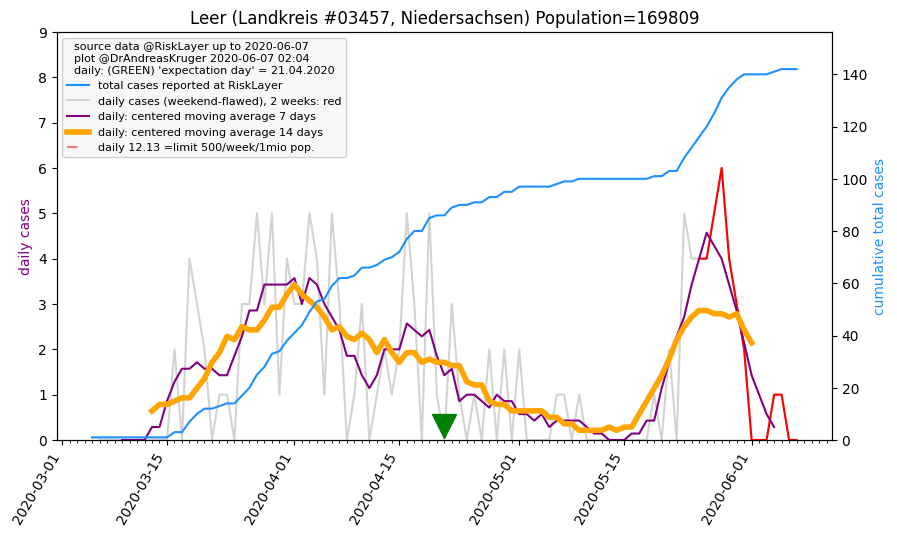 Leer (Landkreis #03457, Niedersachsen) Population=169809
source data @RiskLayer up to 2020-06-07
plot @DrAndreasKruger 2020-06-07 02:04
daily: (GREEN) 'expectation day' = 21.04.2020
total cases reported at RiskLayer
daily cases (weekend-flawed), 2 weeks: red
daily: centered moving average 7 days
daily: centered moving average 14 days
daily 12.13 =limit 500/week/1mio pop.
daily cases
9
8
7
6
5
4
3
2
1
0
cumulative total cases
140
120
100
80
60
40
20
0
2020-03-01
2020-03-15
2020-04-01
2020-04-15
2020-05-01
2020-05-15
2020-06-01